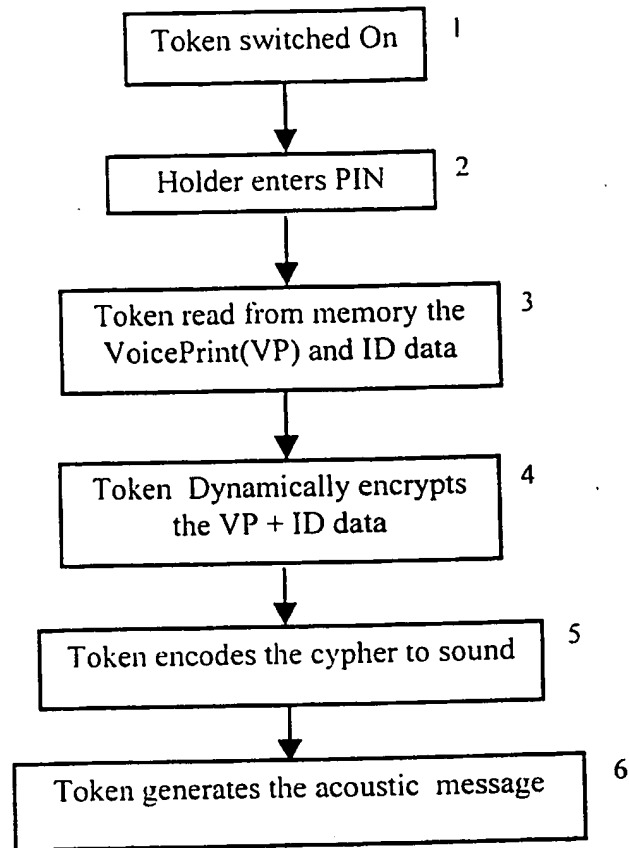 Token switched On
1
Holder enters PIN
2
Token read from memory the
VoicePrint(VP) and ID data
3
Token Dynamically encrypts
the VP + ID data
4
Token encodes the cypher to sound
5
Token generates the acoustic message
6